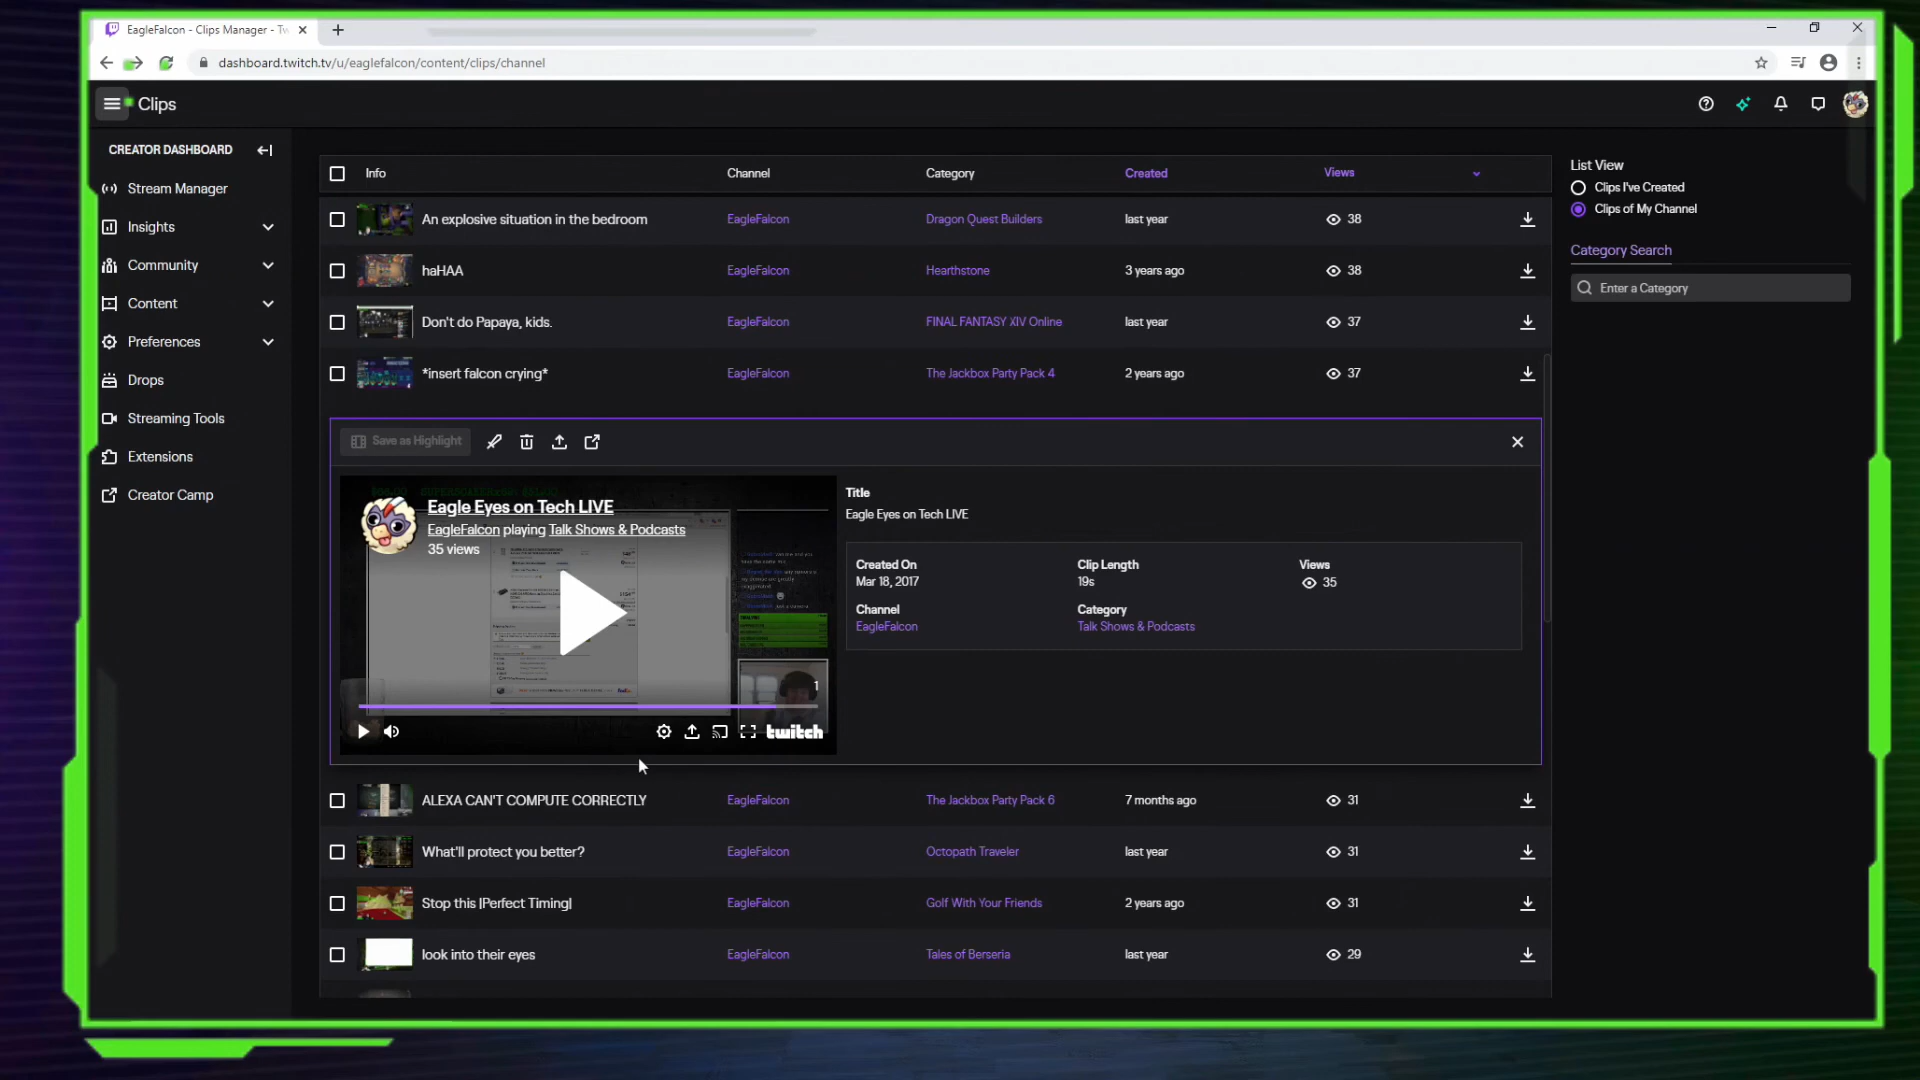 EagleFalcon - Clips Manager - Tw
dashboard.twitch.tv/u/eaglefalcon/content/clips/channel
Clips
CREATOR DASHBOARD
Stream Manager
Insights
Community
Content
Preferences
Drops
Streaming Tools
Extensions
Creator Camp
Info Channel Category Created Views
An explosive situation in the bedroom EagleFalcon Dragon Quest Builders last year 38
haHAA EagleFalcon Hearthstone 3 years ago 38
Don't do Papaya, kids. EagleFalcon FINAL FANTASY XIV Online last year 37
*insert falcon crying* EagleFalcon The Jackbox Party Pack 4 2 years ago 37
Save as Highlight
Eagle Eyes on Tech LIVE
EagleFalcon playing Talk Shows & Podcasts
35 views
1
twitch
Title
Eagle Eyes on Tech LIVE
Created On Clip Length Views
Mar 18, 2017 19s 35
Channel Category
EagleFalcon Talk Shows & Podcasts
ALEXA CAN'T COMPUTE CORRECTLY EagleFalcon The Jackbox Party Pack 6 7 months ago 31
What'll protect you better? EagleFalcon Octopath Traveler last year 31
Stop this |Perfect Timing| EagleFalcon Golf With Your Friends 2 years ago 31
look into their eyes EagleFalcon Tales of Berseria last year 29
List View
Clips I've Created
Clips of My Channel
Category Search
Enter a Category